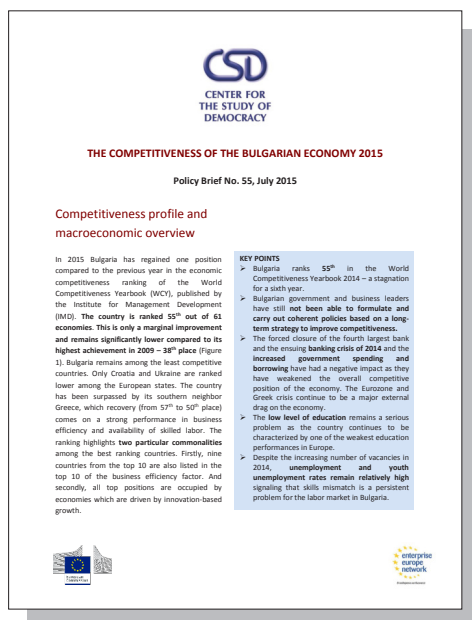 CSD
CENTER FOR
THE STUDY OF
DEMOCRACY
THE COMPETITIVENESS OF THE BULGARIAN ECONOMY 2015
Policy Brief No. 55, July 2015
Competitiveness profile and
macroeconomic overview
In 2015 Bulgaria has regained one position
compared to the previous year in the economic
competitiveness ranking of the World
Competitiveness Yearbook (WCY), published by
the Institute for Management Development
(IMD). The country is ranked 55th out of 61
economies. This is only a marginal improvement
and remains significantly lower compared to its
highest achievement in 2009 – 38th place (Figure
1). Bulgaria remains among the least competitive
countries. Only Croatia and Ukraine are ranked
lower among the European states. The country
has been surpassed by its southern neighbor
Greece, which recovery (from 57th to 50th place)
comes on a strong performance in business
efficiency and availability of skilled labor. The
ranking highlights two particular commonalities
among the best ranking countries. Firstly, nine
countries from the top 10 are also listed in the
top 10 of the business efficiency factor. And
secondly, all top positions are occupied by
economies which are driven by innovation-based
growth.
KEY POINTS
➢ Bulgaria ranks 55th in the World
Competitiveness Yearbook 2014 – a stagnation
for a sixth year.
➢ Bulgarian government and business leaders
have still not been able to formulate and
carry out coherent policies based on a long-
term strategy to improve competitiveness.
➢ The forced closure of the fourth largest bank
and the ensuing banking crisis of 2014 and the
increased government spending and
borrowing have had a negative impact as they
have weakened the overall competitive
position of the economy. The Eurozone and
Greek crisis continue to be a major external
drag on the economy.
➢ The low level of education remains a serious
problem as the country continues to be
characterized by one of the weakest education
performances in Europe.
➢ Despite the increasing number of vacancies in
2014, unemployment and youth
unemployment rates remain relatively high
signaling that skills mismatch is a persistent
problem for the labor market in Bulgaria.
enterprise
europe
network